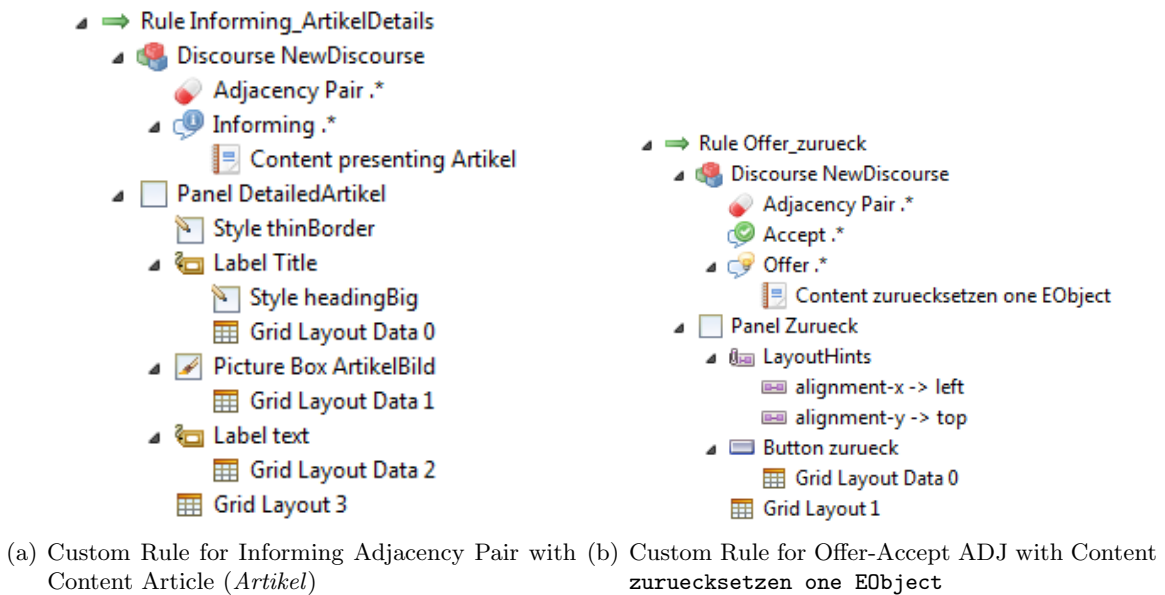 Rule Informing_ArtikelDetails
Discourse NewDiscourse
Adjacency Pair .*
Informing .*
Content presenting Artikel
Panel DetailedArtikel
Style thinBorder
Label Title
Style headingBig
Grid Layout Data 0
Picture Box ArtikelBild
Grid Layout Data 1
Label text
Grid Layout Data 2
Grid Layout 3
(a) Custom Rule for Informing Adjacency Pair with
Content Article (Artikel)
Rule Offer_zurueck
Discourse NewDiscourse
Adjacency Pair .*
Accept .*
Offer .*
Content zuruecksetzen one EObject
Panel Zurueck
LayoutHints
alignment-x -> left
alignment-y -> top
Button zurueck
Grid Layout Data 0
Grid Layout 1
(b) Custom Rule for Offer-Accept ADJ with Content
zuruecksetzen one EObject